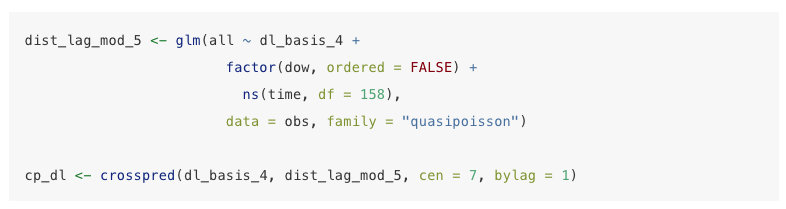 dist_lag_mod_5 <- glm(all ~ dl_basis_4 +
factor(dow, ordered = FALSE) +
ns(time, df = 158),
data = obs, family = "quasipoisson")
cp_dl <- crosspred(dl_basis_4, dist_lag_mod_5, cen = 7, bylag = 1)